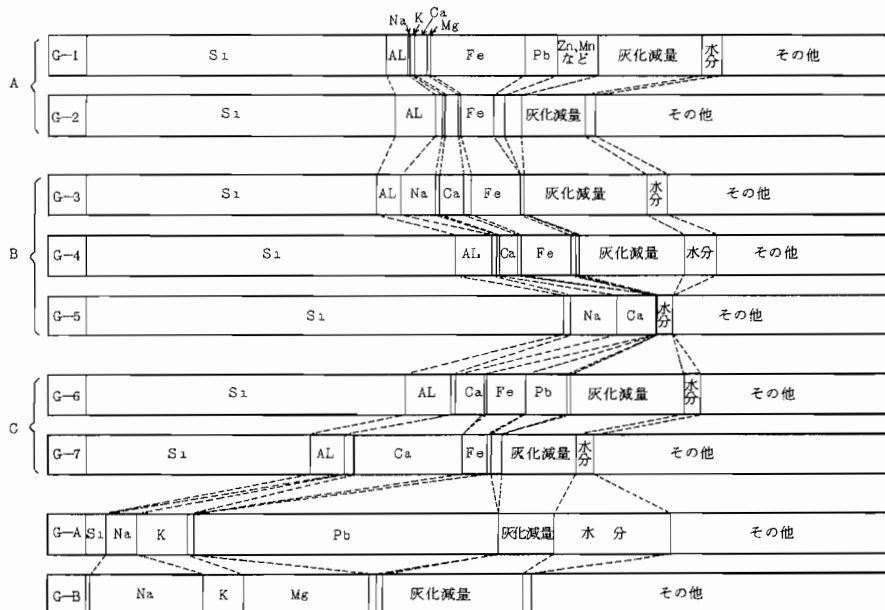 Na K Ca Mg
A
G-1 Si AL Fe Pb Zn,Mnなど 灰化減量 水分 その他
G-2 Si AL Fe 灰化減量 その他
B
G-3 Si AL Na Ca Fe 灰化減量 水分 その他
G-4 Si AL Ca Fe 灰化減量 水分 その他
G-5 Si Na Ca 水分 その他
C
G-6 Si AL Ca Fe Pb 灰化減量 水分 その他
G-7 Si AL Ca Fe 灰化減量 水分 その他
G-A Si Na K Pb 灰化減量 水分 その他
G-B Na K Mg 灰化減量 その他